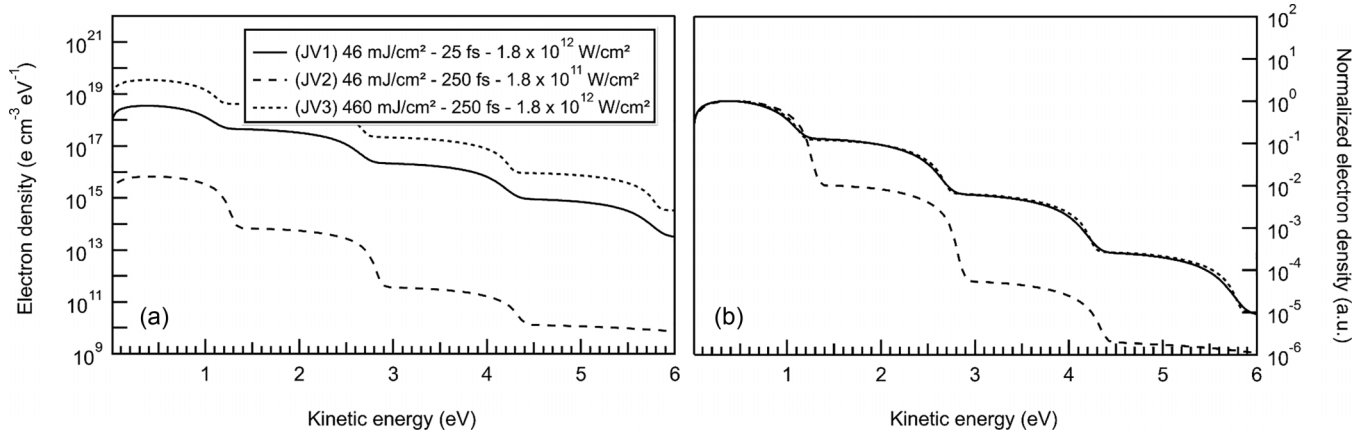 10²¹
10¹⁹
10¹⁷
10¹⁵
10¹³
10¹¹
10⁹
Electron density (e cm⁻³ eV⁻¹)
(JV1) 46 mJ/cm² - 25 fs - 1.8 x 10¹² W/cm²
(JV2) 46 mJ/cm² - 250 fs - 1.8 x 10¹¹ W/cm²
(JV3) 460 mJ/cm² - 250 fs - 1.8 x 10¹² W/cm²
(a)
1 2 3 4 5 6
Kinetic energy (eV)
(b)
1 2 3 4 5 6
Kinetic energy (eV)
10²
10¹
10⁰
10⁻¹
10⁻²
10⁻³
10⁻⁴
10⁻⁵
10⁻⁶
Normalized electron
density (a.u.)